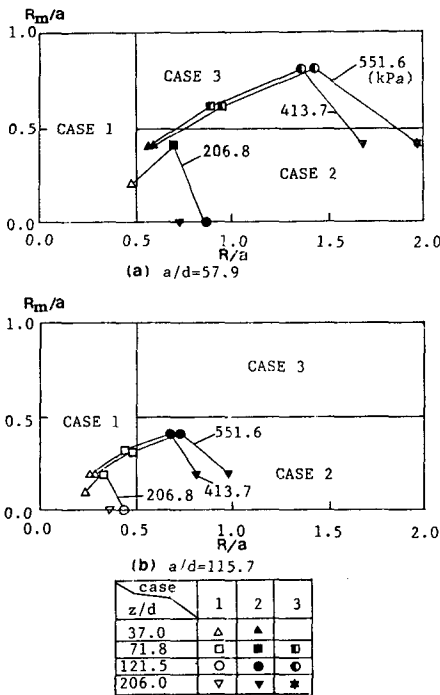 Rm/a
1.0
CASE 3
551.6
(kPa)
413.7
0.5
CASE 1
206.8
CASE 2
0.0
0.0 0.5 1.0 1.5 2.0
R/a
(a) a/d=57.9
Rm/a
1.0
CASE 3
0.5
CASE 1
551.6
CASE 2
206.8
413.7
0.0
0.0 0.5 1.0 1.5 2.0
R/a
(b) a/d=115.7
case
z/d 1 2 3
37.0
71.8
121.5
206.0